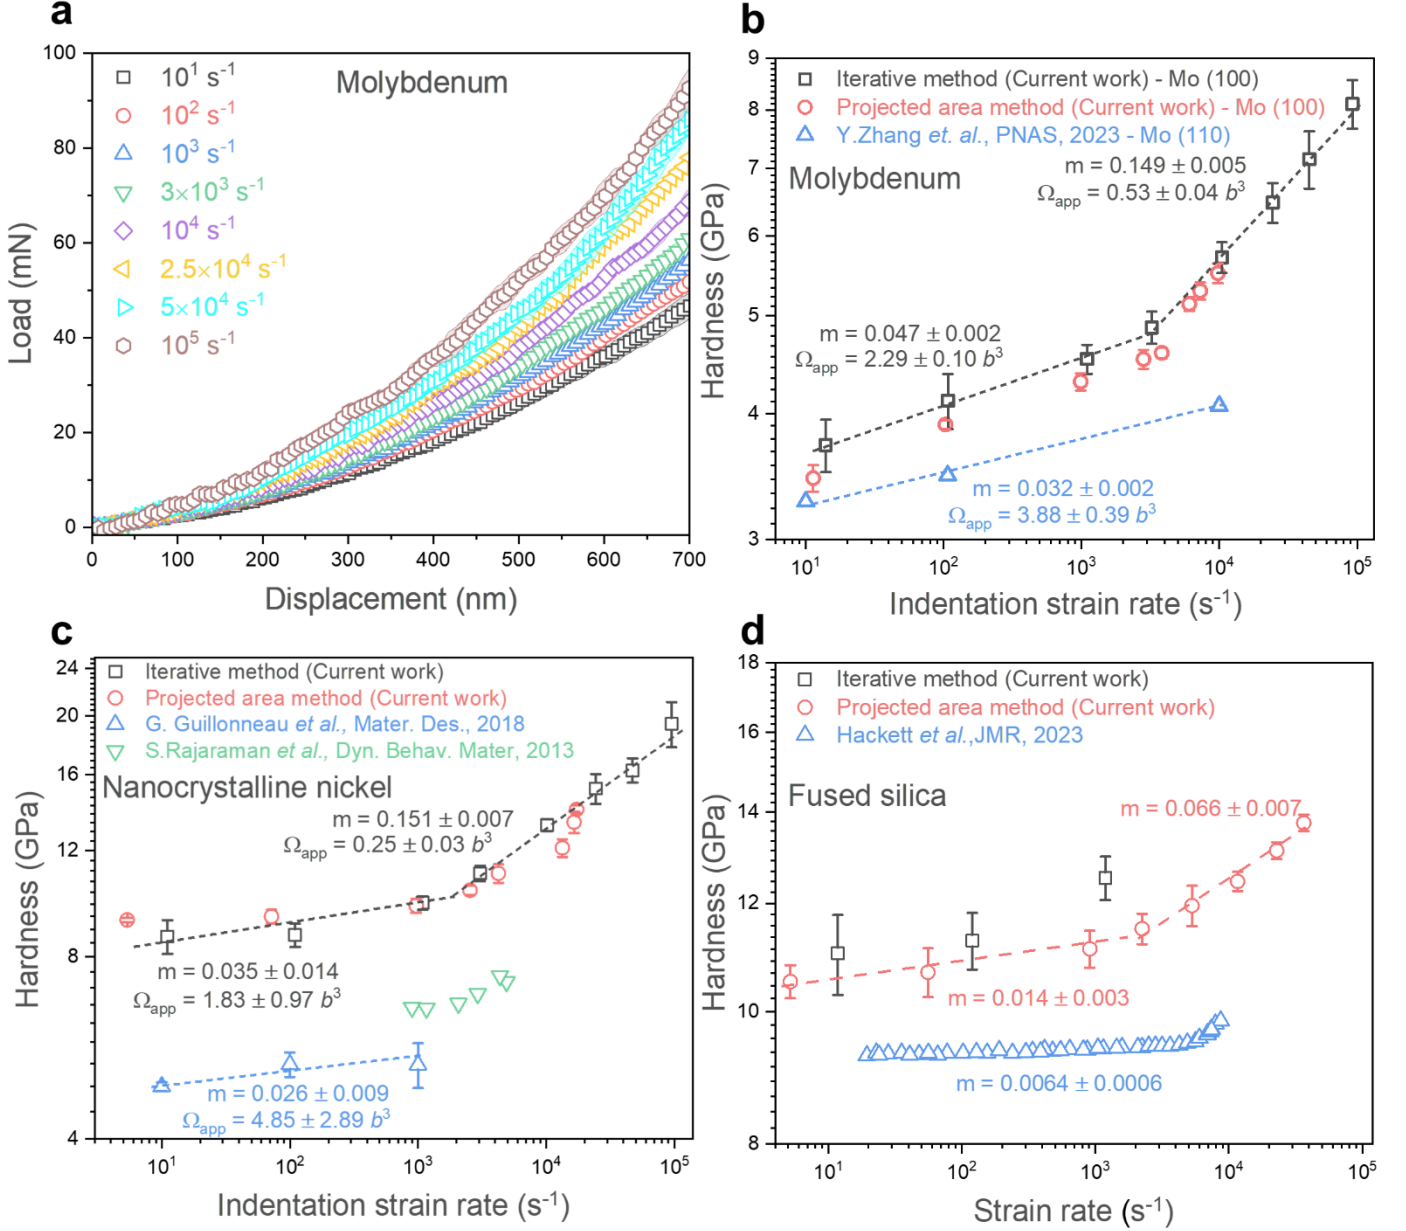 a
Molybdenum
10¹ s⁻¹
10² s⁻¹
10³ s⁻¹
3×10³ s⁻¹
10⁴ s⁻¹
2.5×10⁴ s⁻¹
5×10⁴ s⁻¹
10⁵ s⁻¹
100
80
60
40
20
0
Load (mN)
0 100 200 300 400 500 600 700
Displacement (nm)
b
Iterative method (Current work) - Mo (100)
Projected area method (Current work) - Mo (100)
Y.Zhang et. al., PNAS, 2023 - Mo (110)
Molybdenum
m = 0.149 ± 0.005
Ωapp = 0.53 ± 0.04 b³
m = 0.047 ± 0.002
Ωapp = 2.29 ± 0.10 b³
m = 0.032 ± 0.002
Ωapp = 3.88 ± 0.39 b³
9
8
7
6
5
4
3
Hardness (GPa)
10¹ 10² 10³ 10⁴ 10⁵
Indentation strain rate (s⁻¹)
c
Iterative method (Current work)
Projected area method (Current work)
G. Guillonneau et al., Mater. Des., 2018
S.Rajaraman et al., Dyn. Behav. Mater, 2013
Nanocrystalline nickel
m = 0.151 ± 0.007
Ωapp = 0.25 ± 0.03 b³
m = 0.035 ± 0.014
Ωapp = 1.83 ± 0.97 b³
m = 0.026 ± 0.009
Ωapp = 4.85 ± 2.89 b³
24
20
16
12
8
4
Hardness (GPa)
10¹ 10² 10³ 10⁴ 10⁵
Indentation strain rate (s⁻¹)
d
Iterative method (Current work)
Projected area method (Current work)
Hackett et al.,JMR, 2023
Fused silica
m = 0.066 ± 0.007
m = 0.014 ± 0.003
m = 0.0064 ± 0.0006
18
16
14
12
10
8
Hardness (GPa)
10¹ 10² 10³ 10⁴ 10⁵
Strain rate (s⁻¹)